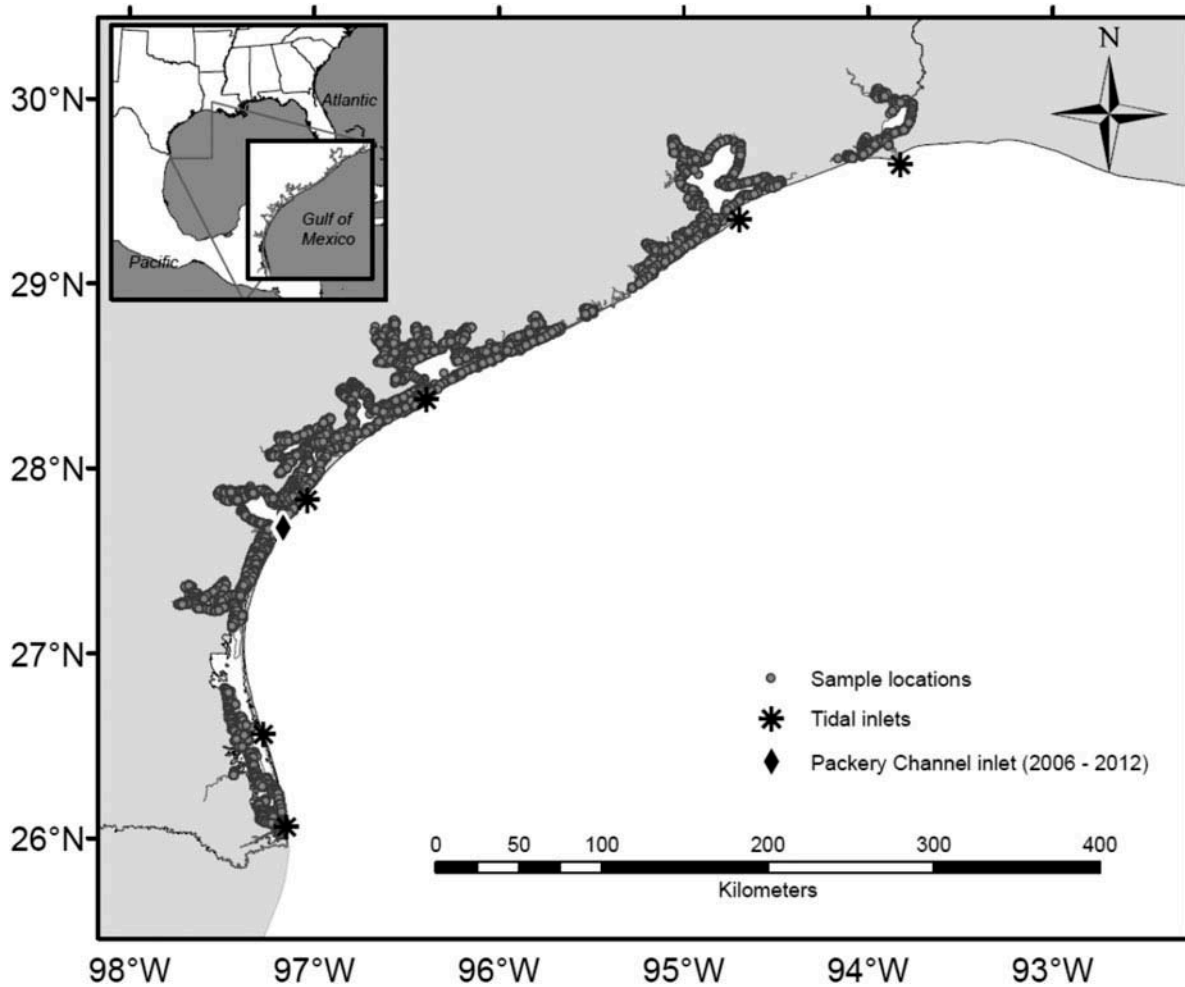 Atlantic
Gulf of
Mexico
Pacific
N
30°N
29°N
28°N
27°N
26°N
Sample locations
Tidal inlets
Packery Channel inlet (2006 - 2012)
0 50 100 200 300 400
Kilometers
98°W 97°W 96°W 95°W 94°W 93°W